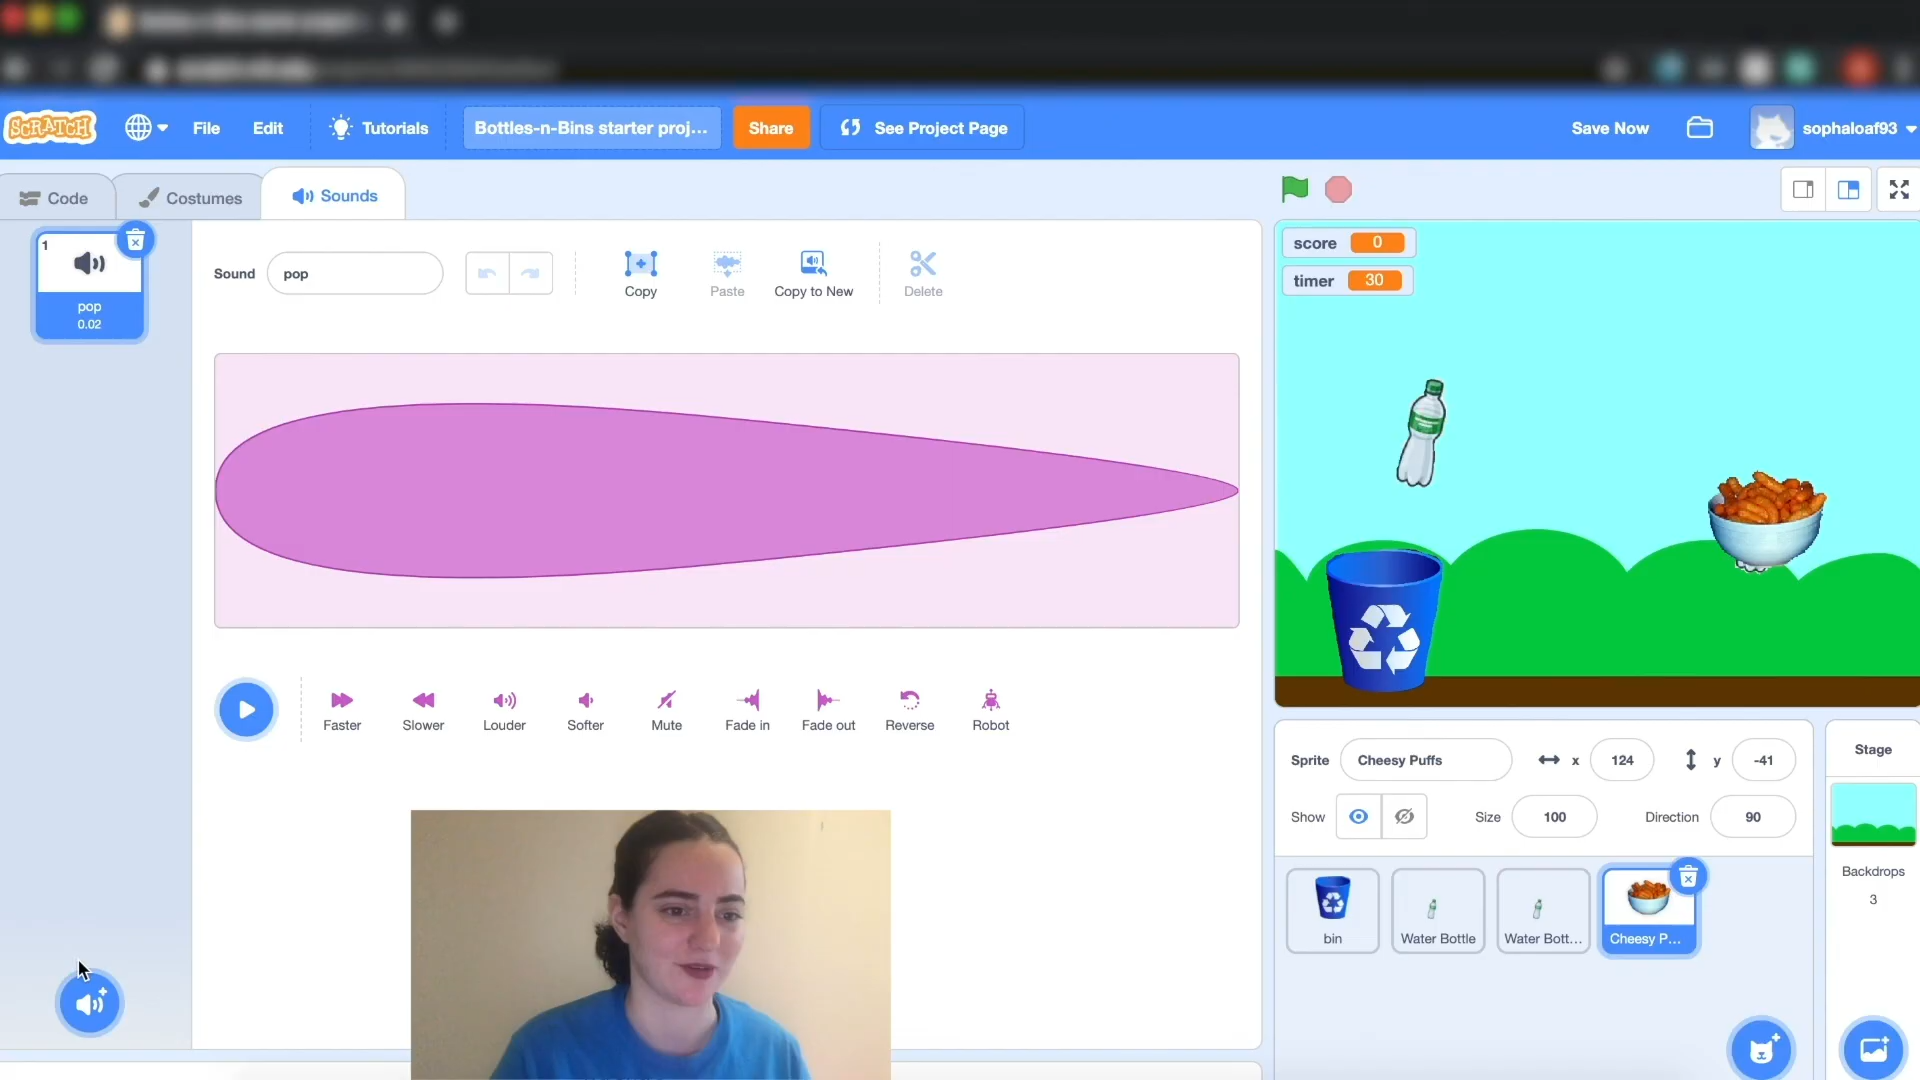 SCRATCH File Edit Tutorials Bottles-n-Bins starter proj... Share See Project Page Save Now sophaloaf93
Code Costumes Sounds
1
pop
0.02
Sound pop Copy Paste Copy to New Delete
Faster Slower Louder Softer Mute Fade in Fade out Reverse Robot
score 0
timer 30
Sprite Cheesy Puffs x 124 y -41
Show Size 100 Direction 90
bin Water Bottle Water Bott... Cheesy P...
Stage
Backdrops
3